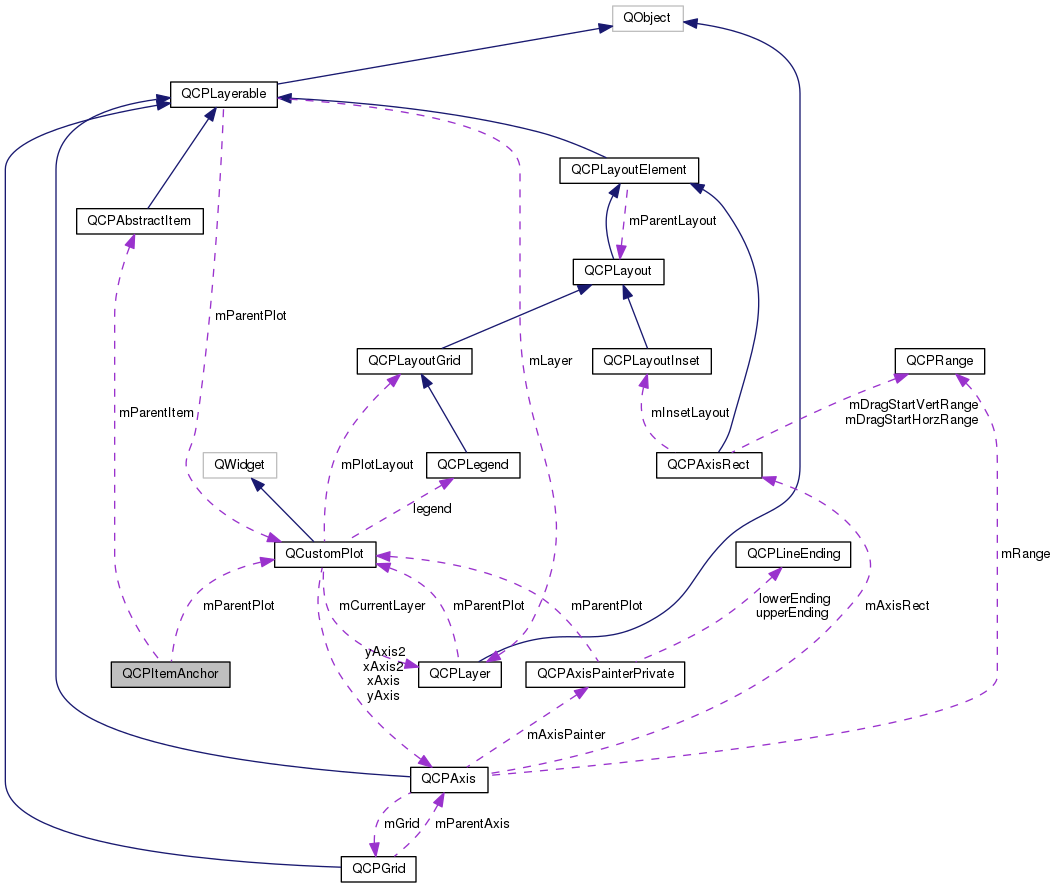 QObject
QCPLayerable
QCPLayoutElement
QCPAbstractItem
mParentLayout
QCPLayout
mParentPlot
QCPLayoutGrid
QCPLayoutInset
QCPRange
mLayer
mParentItem
mInsetLayout
mDragStartVertRange
mDragStartHorzRange
QWidget
mPlotLayout
QCPLegend
QCPAxisRect
legend
QCustomPlot
QCPLineEnding
mRange
mParentPlot
mCurrentLayer
mParentPlot
mParentPlot
lowerEnding
upperEnding
mAxisRect
yAxis2
xAxis2
xAxis
yAxis
QCPItemAnchor
QCPLayer
QCPAxisPainterPrivate
mAxisPainter
QCPAxis
mGrid
mParentAxis
QCPGrid